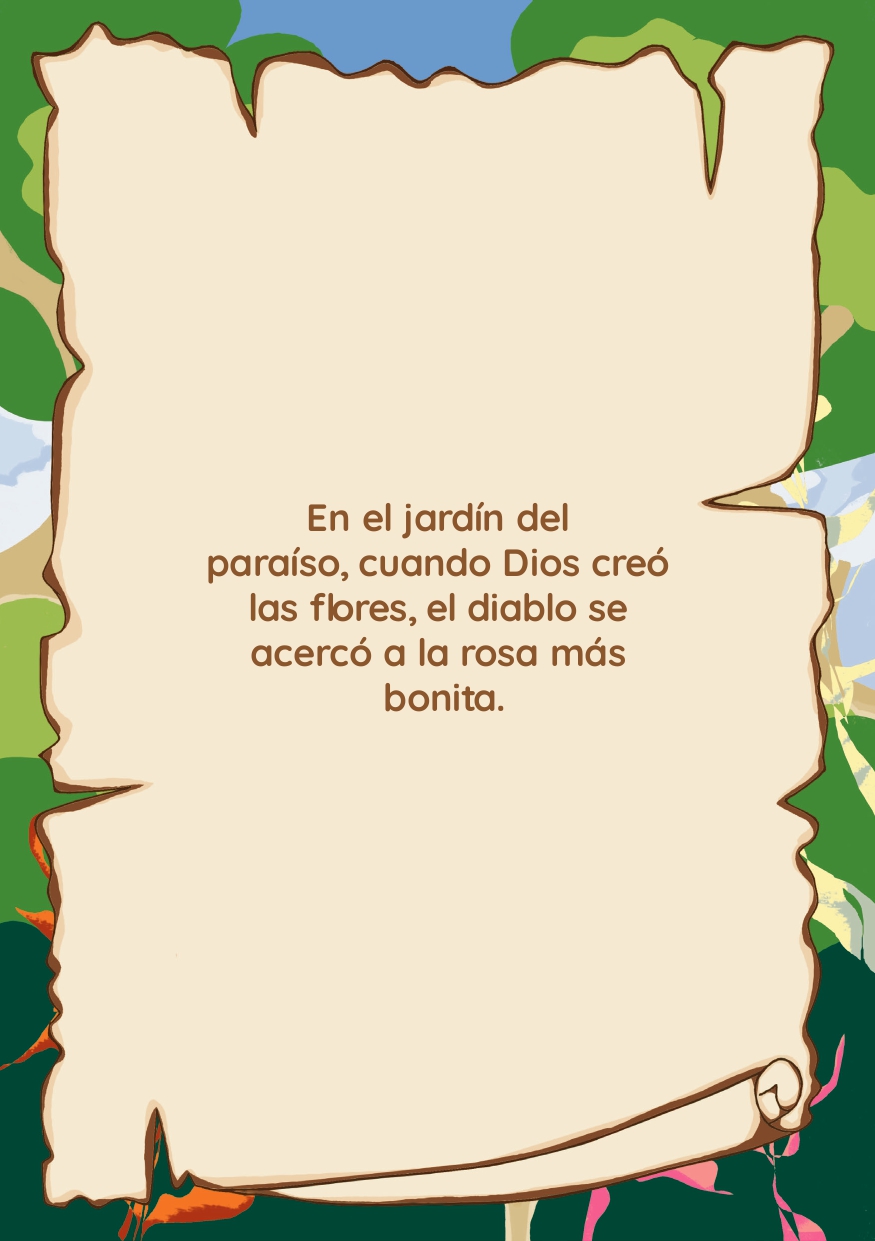 En el jardín del
paraíso, cuando Dios creó
las flores, el diablo se
acercó a la rosa más
bonita.